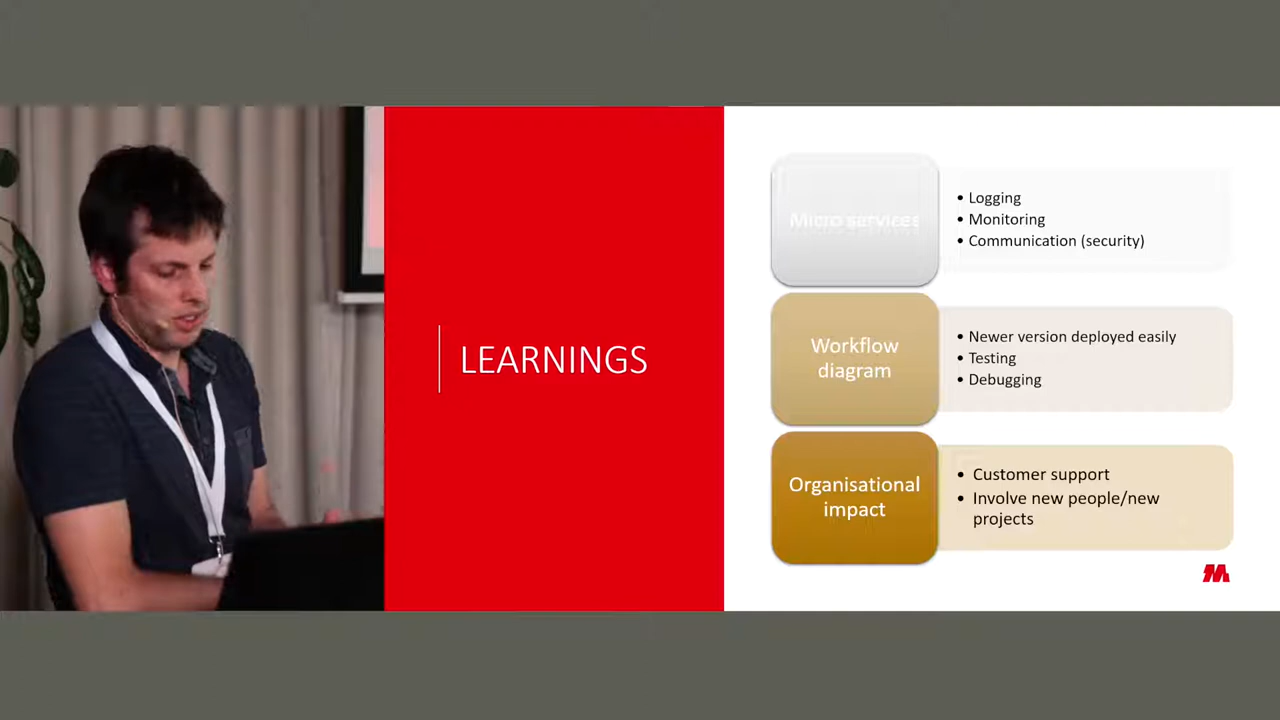 LEARNINGS
Micro services
• Logging
• Monitoring
• Communication (security)
Workflow
diagram
• Newer version deployed easily
• Testing
• Debugging
Organisational
impact
• Customer support
• Involve new people/new
projects